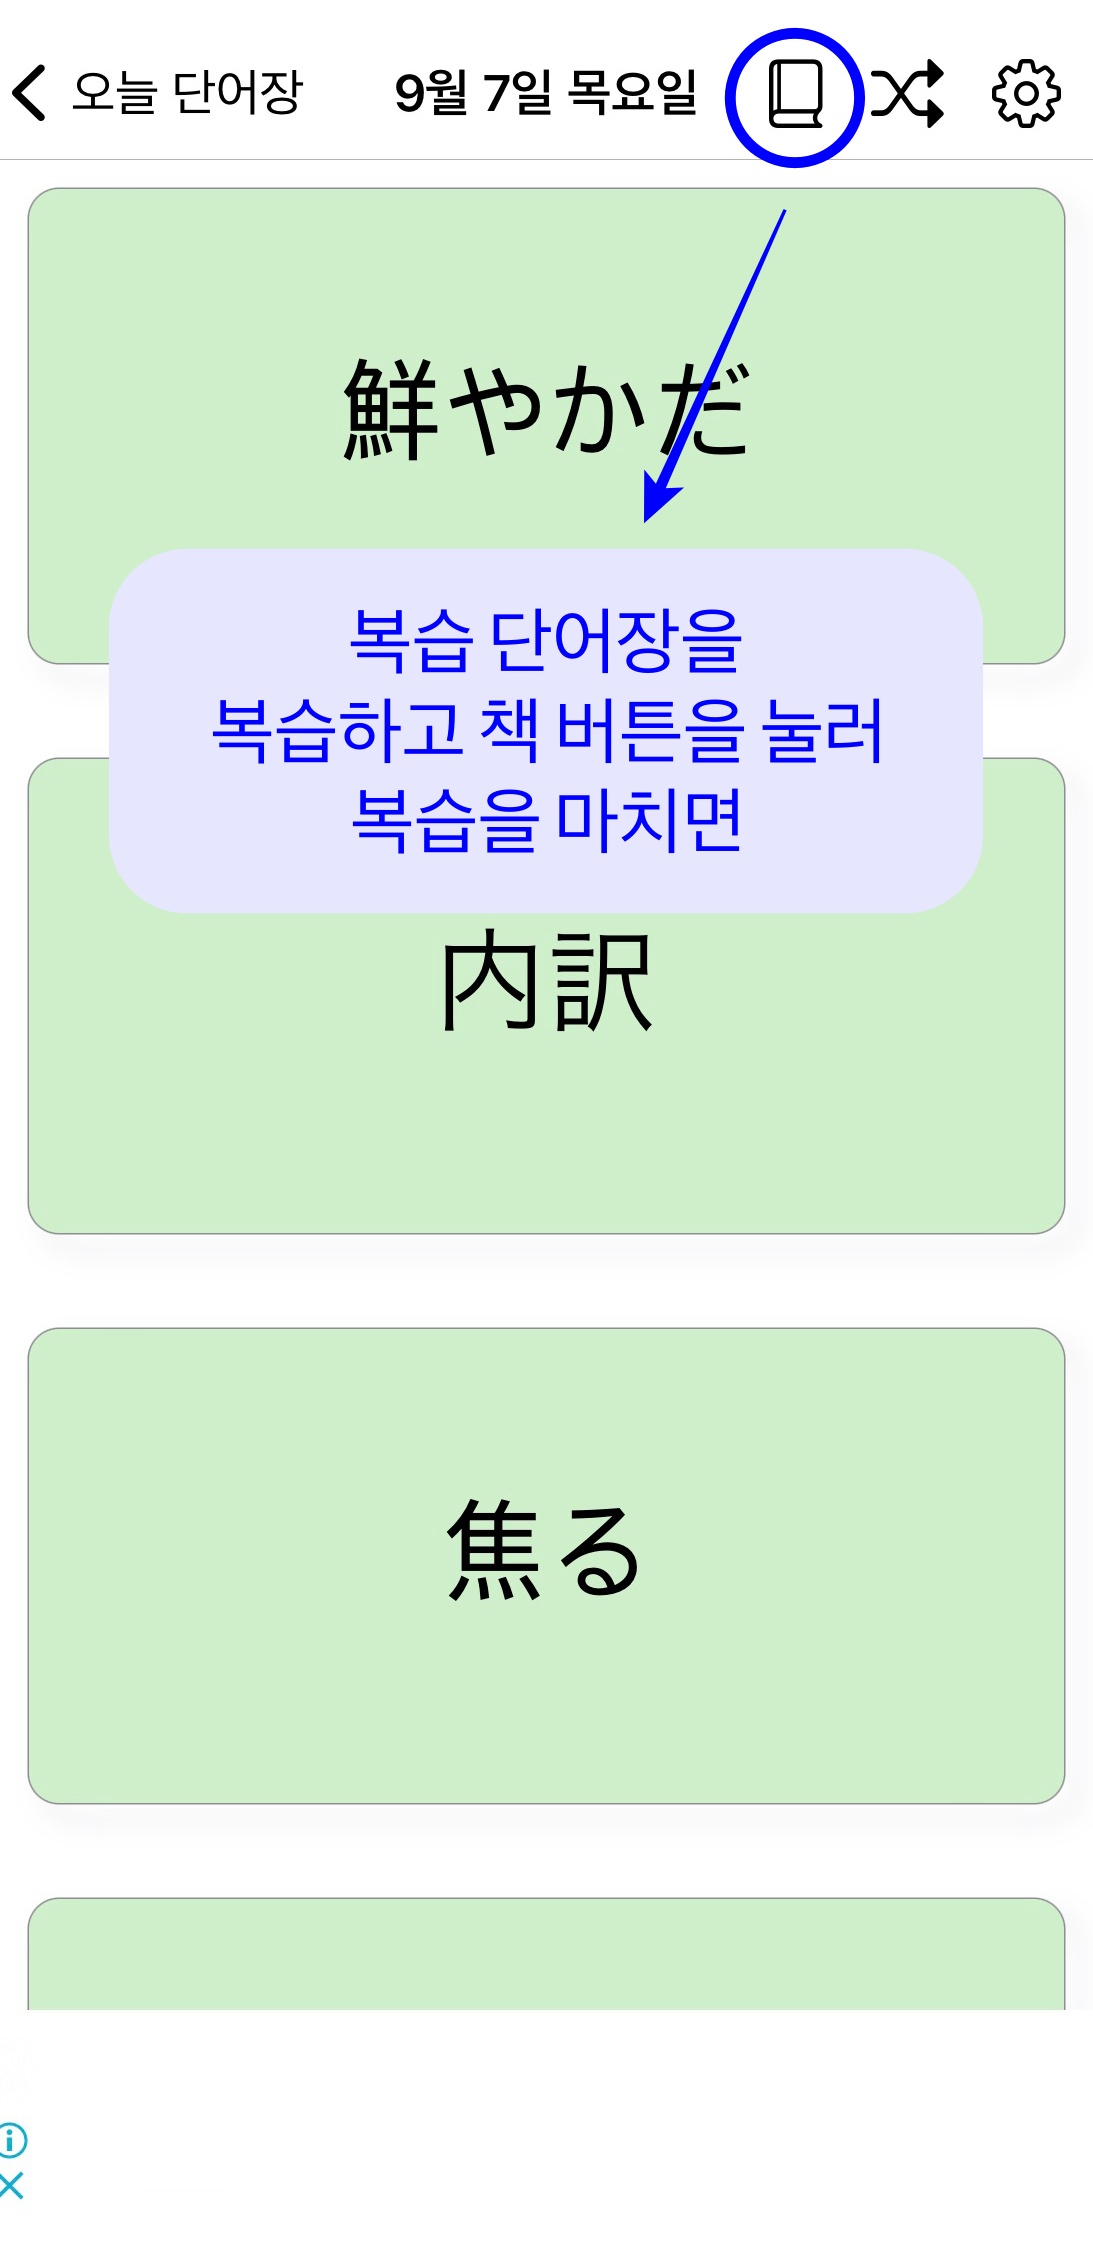 오늘 단어장 9월 7일 목요일
鮮やかだ
복습 단어장을
복습하고 책 버튼을 눌러
복습을 마치면
内訳
焦る